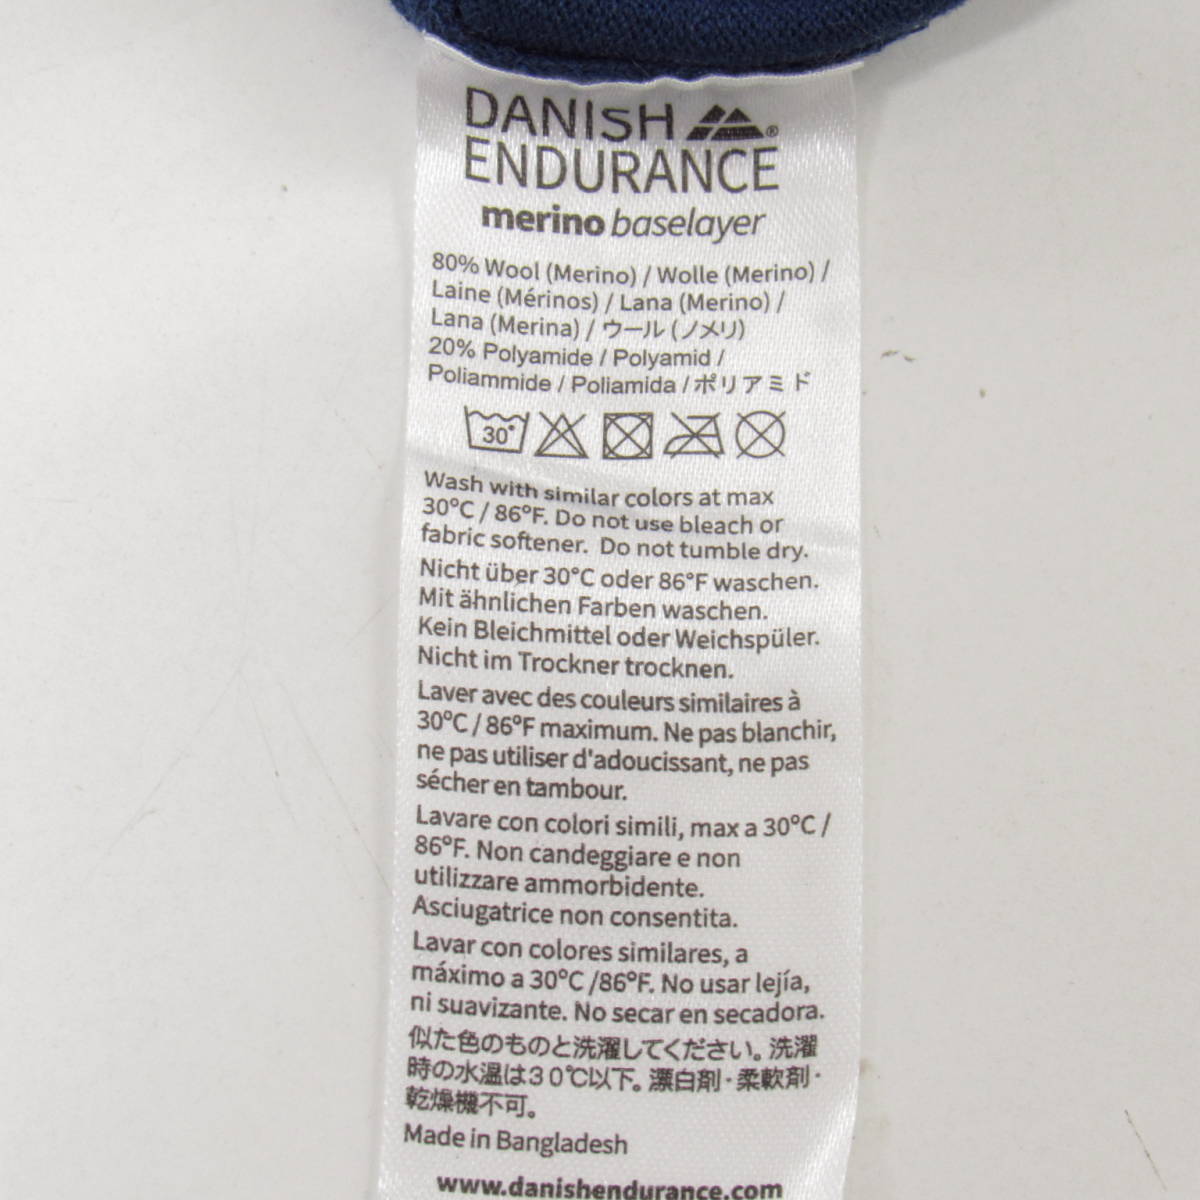 DANISH
ENDURANCE
merino baselayer
80% Wool (Merino) / Wolle (Merino) /
Laine (Mérinos) / Lana (Merino) /
Lana (Merina) / ウール (ノメリ)
20% Polyamide / Polyamid /
Poliammide / Poliamida / ポリアミド
30°
Wash with similar colors at max
30°C / 86°F. Do not use bleach or
fabric softener. Do not tumble dry.
Nicht über 30°C oder 86°F waschen.
Mit ähnlichen Farben waschen.
Kein Bleichmittel oder Weichspüler.
Nicht im Trockner trocknen.
Laver avec des couleurs similaires à
30°C / 86°F maximum. Ne pas blanchir,
ne pas utiliser d'adoucissant, ne pas
sécher en tambour.
Lavare con colori simili, max a 30°C /
86°F. Non candeggiare e non
utilizzare ammorbidente.
Asciugatrice non consentita.
Lavar con colores similares, a
máximo a 30°C /86°F. No usar lejía,
ni suavizante. No secar en secadora.
似た色のものと洗濯してください。洗濯
時の水温は30℃以下。漂白剤・柔軟剤・
乾燥機不可。
Made in Bangladesh
www.danishendurance.com